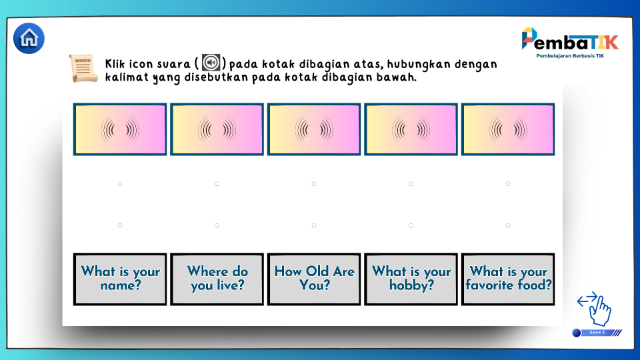 PembaTIK
Pembelajaran Berbasis TIK
Klik icon suara ( ) pada kotak dibagian atas, hubungkan dengan
kalimat yang disebutkan pada kotak dibagian bawah.
What is your
name?
Where do
you live?
How Old Are
You?
What is your
hobby?
What is your
favorite food?